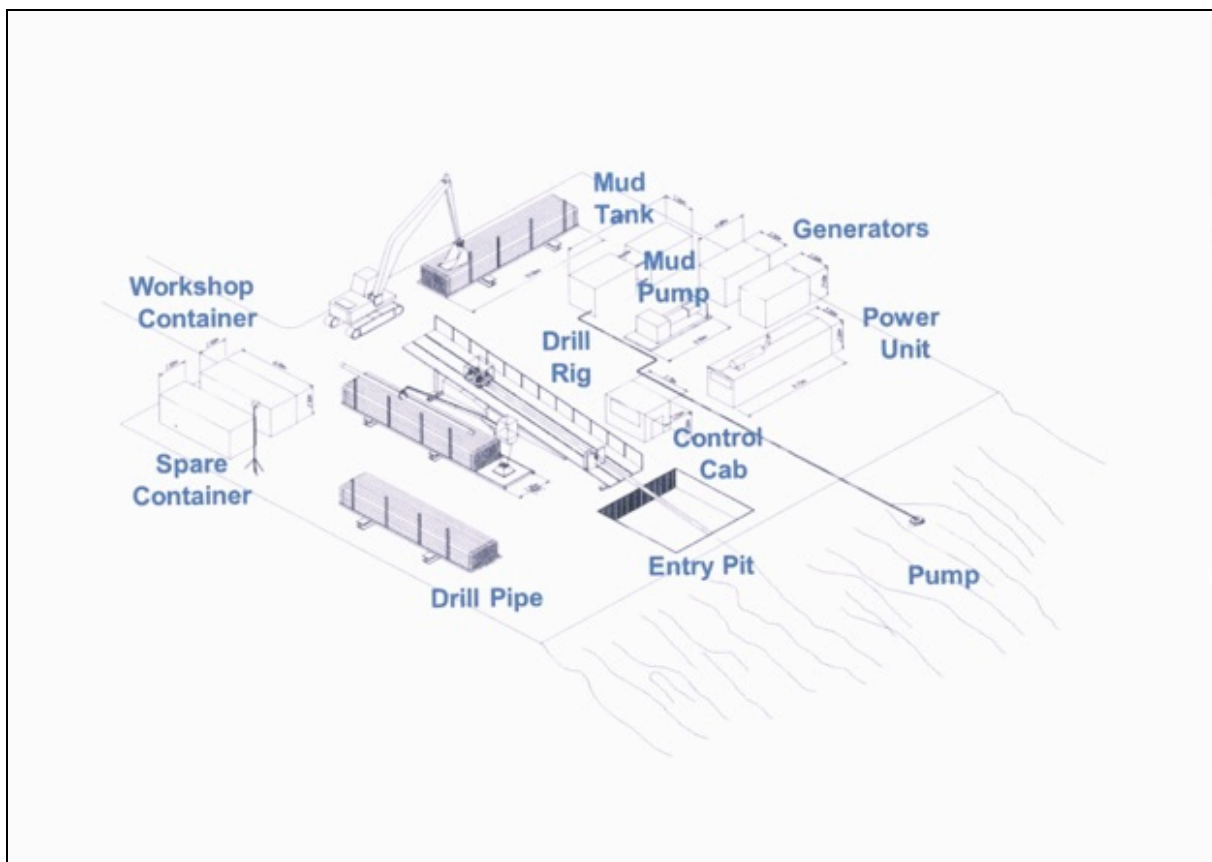 Mud
Tank
Generators
Workshop
Container
Mud
Pump
Drill
Rig
Power
Unit
Control
Cab
Spare
Container
Entry Pit
Pump
Drill Pipe